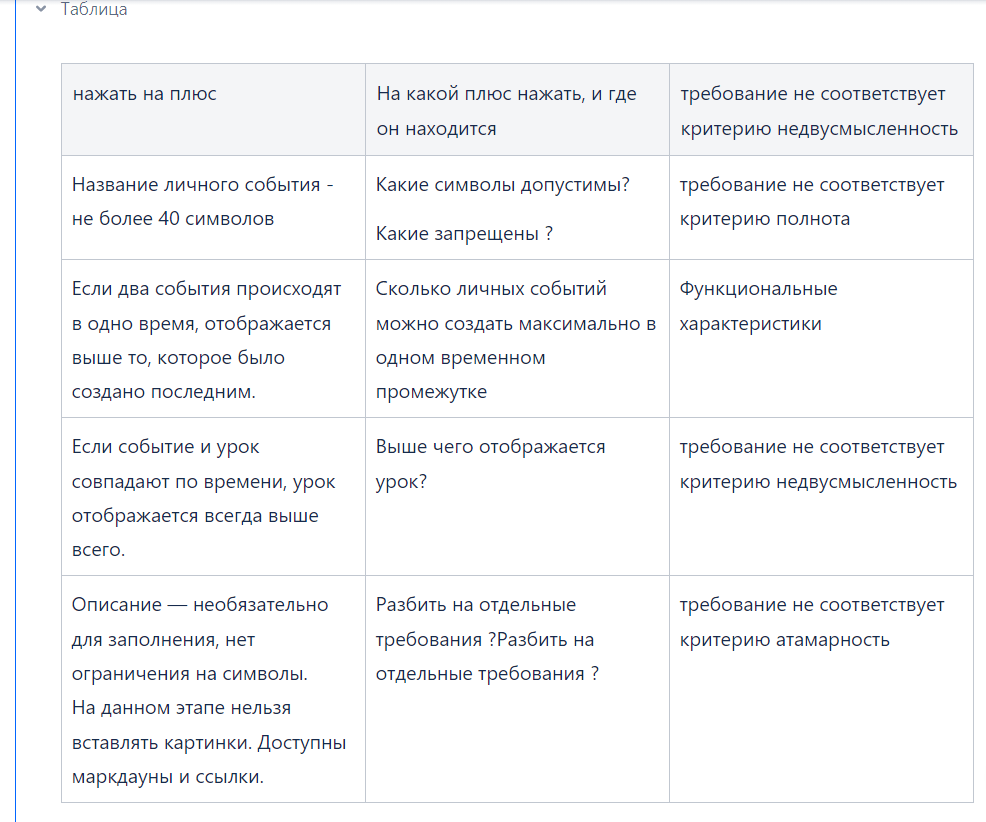 Таблица
нажать на плюс
На какой плюс нажать, и где
он находится
требование не соответствует
критерию недвусмысленность
Название личного события -
не более 40 символов
Какие символы допустимы?
Какие запрещены ?
требование не соответствует
критерию полнота
Если два события происходят
в одно время, отображается
выше то, которое было
создано последним.
Сколько личных событий
можно создать максимально в
одном временном
промежутке
Функциональные
характеристики
Если событие и урок
совпадают по времени, урок
отображается всегда выше
всего.
Выше чего отображается
урок?
требование не соответствует
критерию недвусмысленность
Описание — необязательно
для заполнения, нет
ограничения на символы.
На данном этапе нельзя
вставлять картинки. Доступны
маркдауны и ссылки.
Разбить на отдельные
требования ?Разбить на
отдельные требования ?
требование не соответствует
критерию атамарность